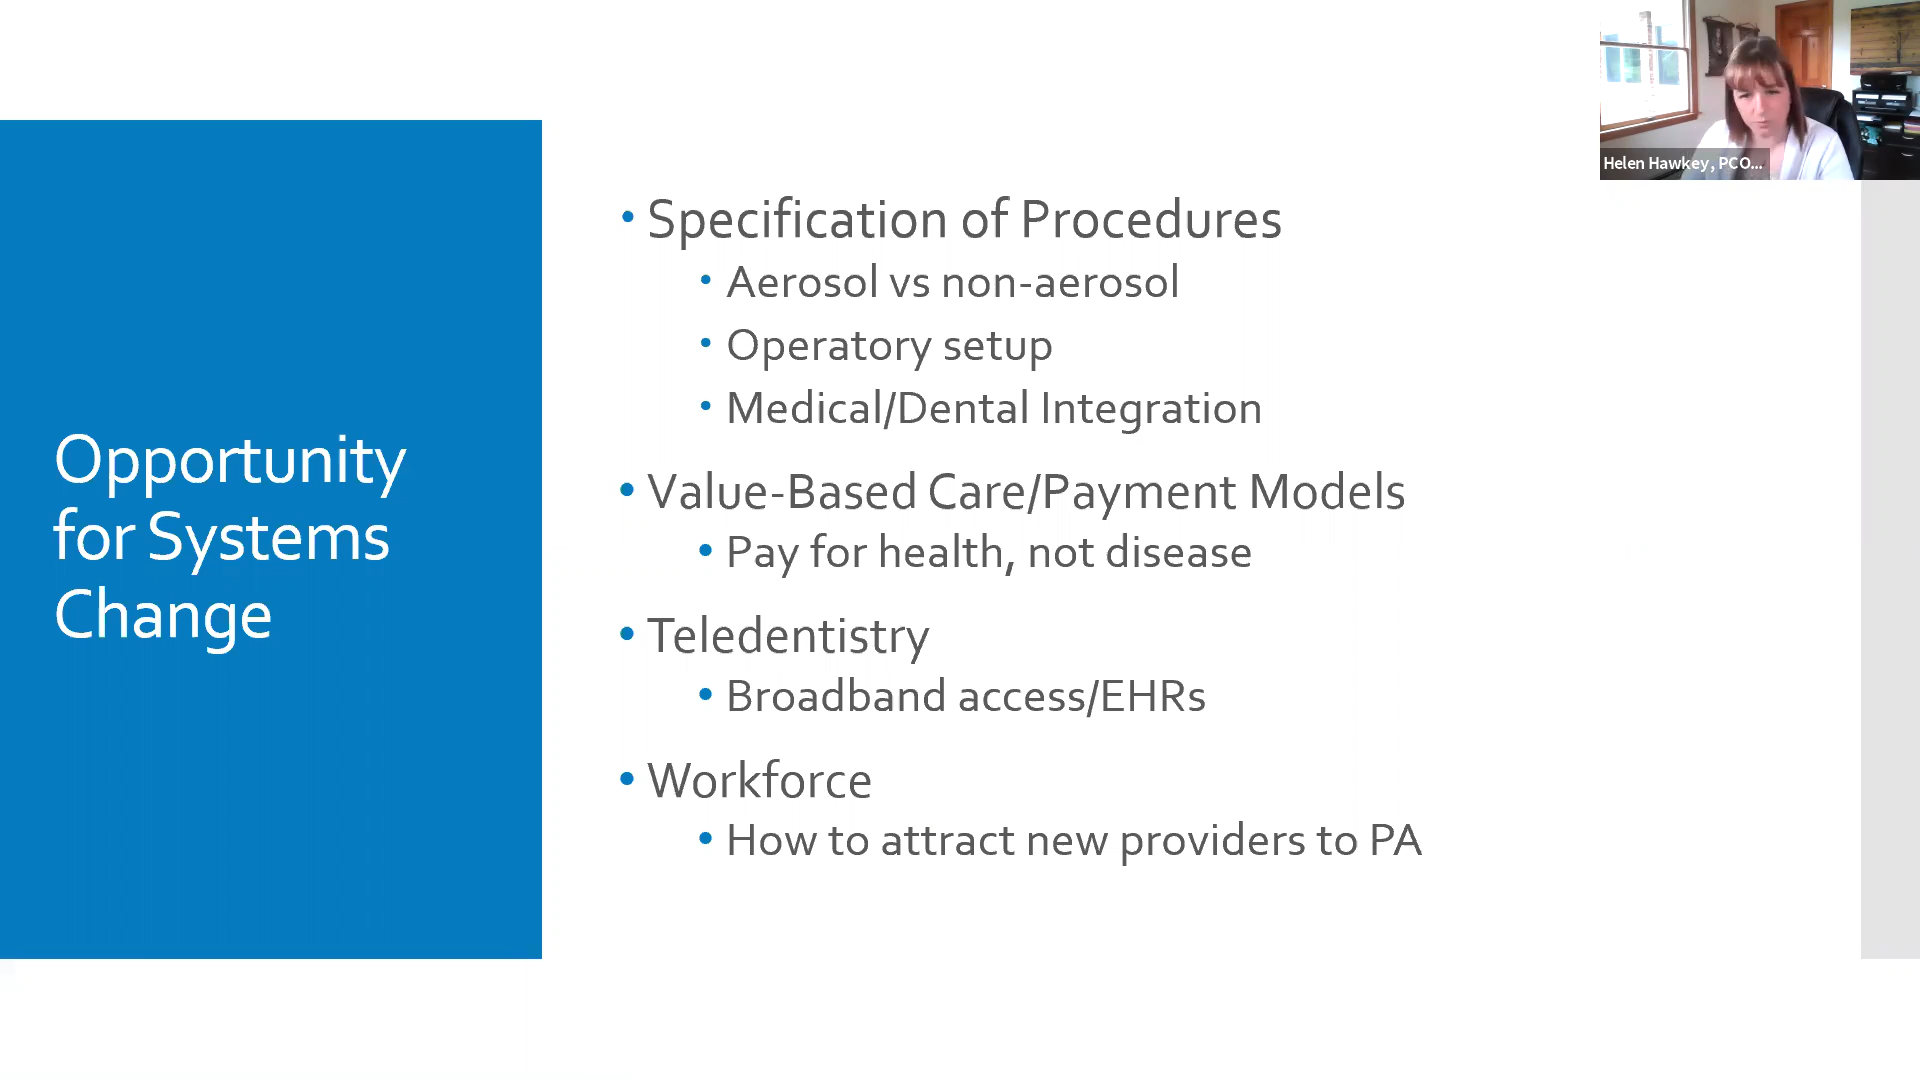 Opportunity
for Systems
Change
• Specification of Procedures
• Aerosol vs non-aerosol
• Operatory setup
• Medical/Dental Integration
• Value-Based Care/Payment Models
• Pay for health, not disease
• Teledentistry
• Broadband access/EHRs
• Workforce
• How to attract new providers to PA
Helen Hawkey, PCO...